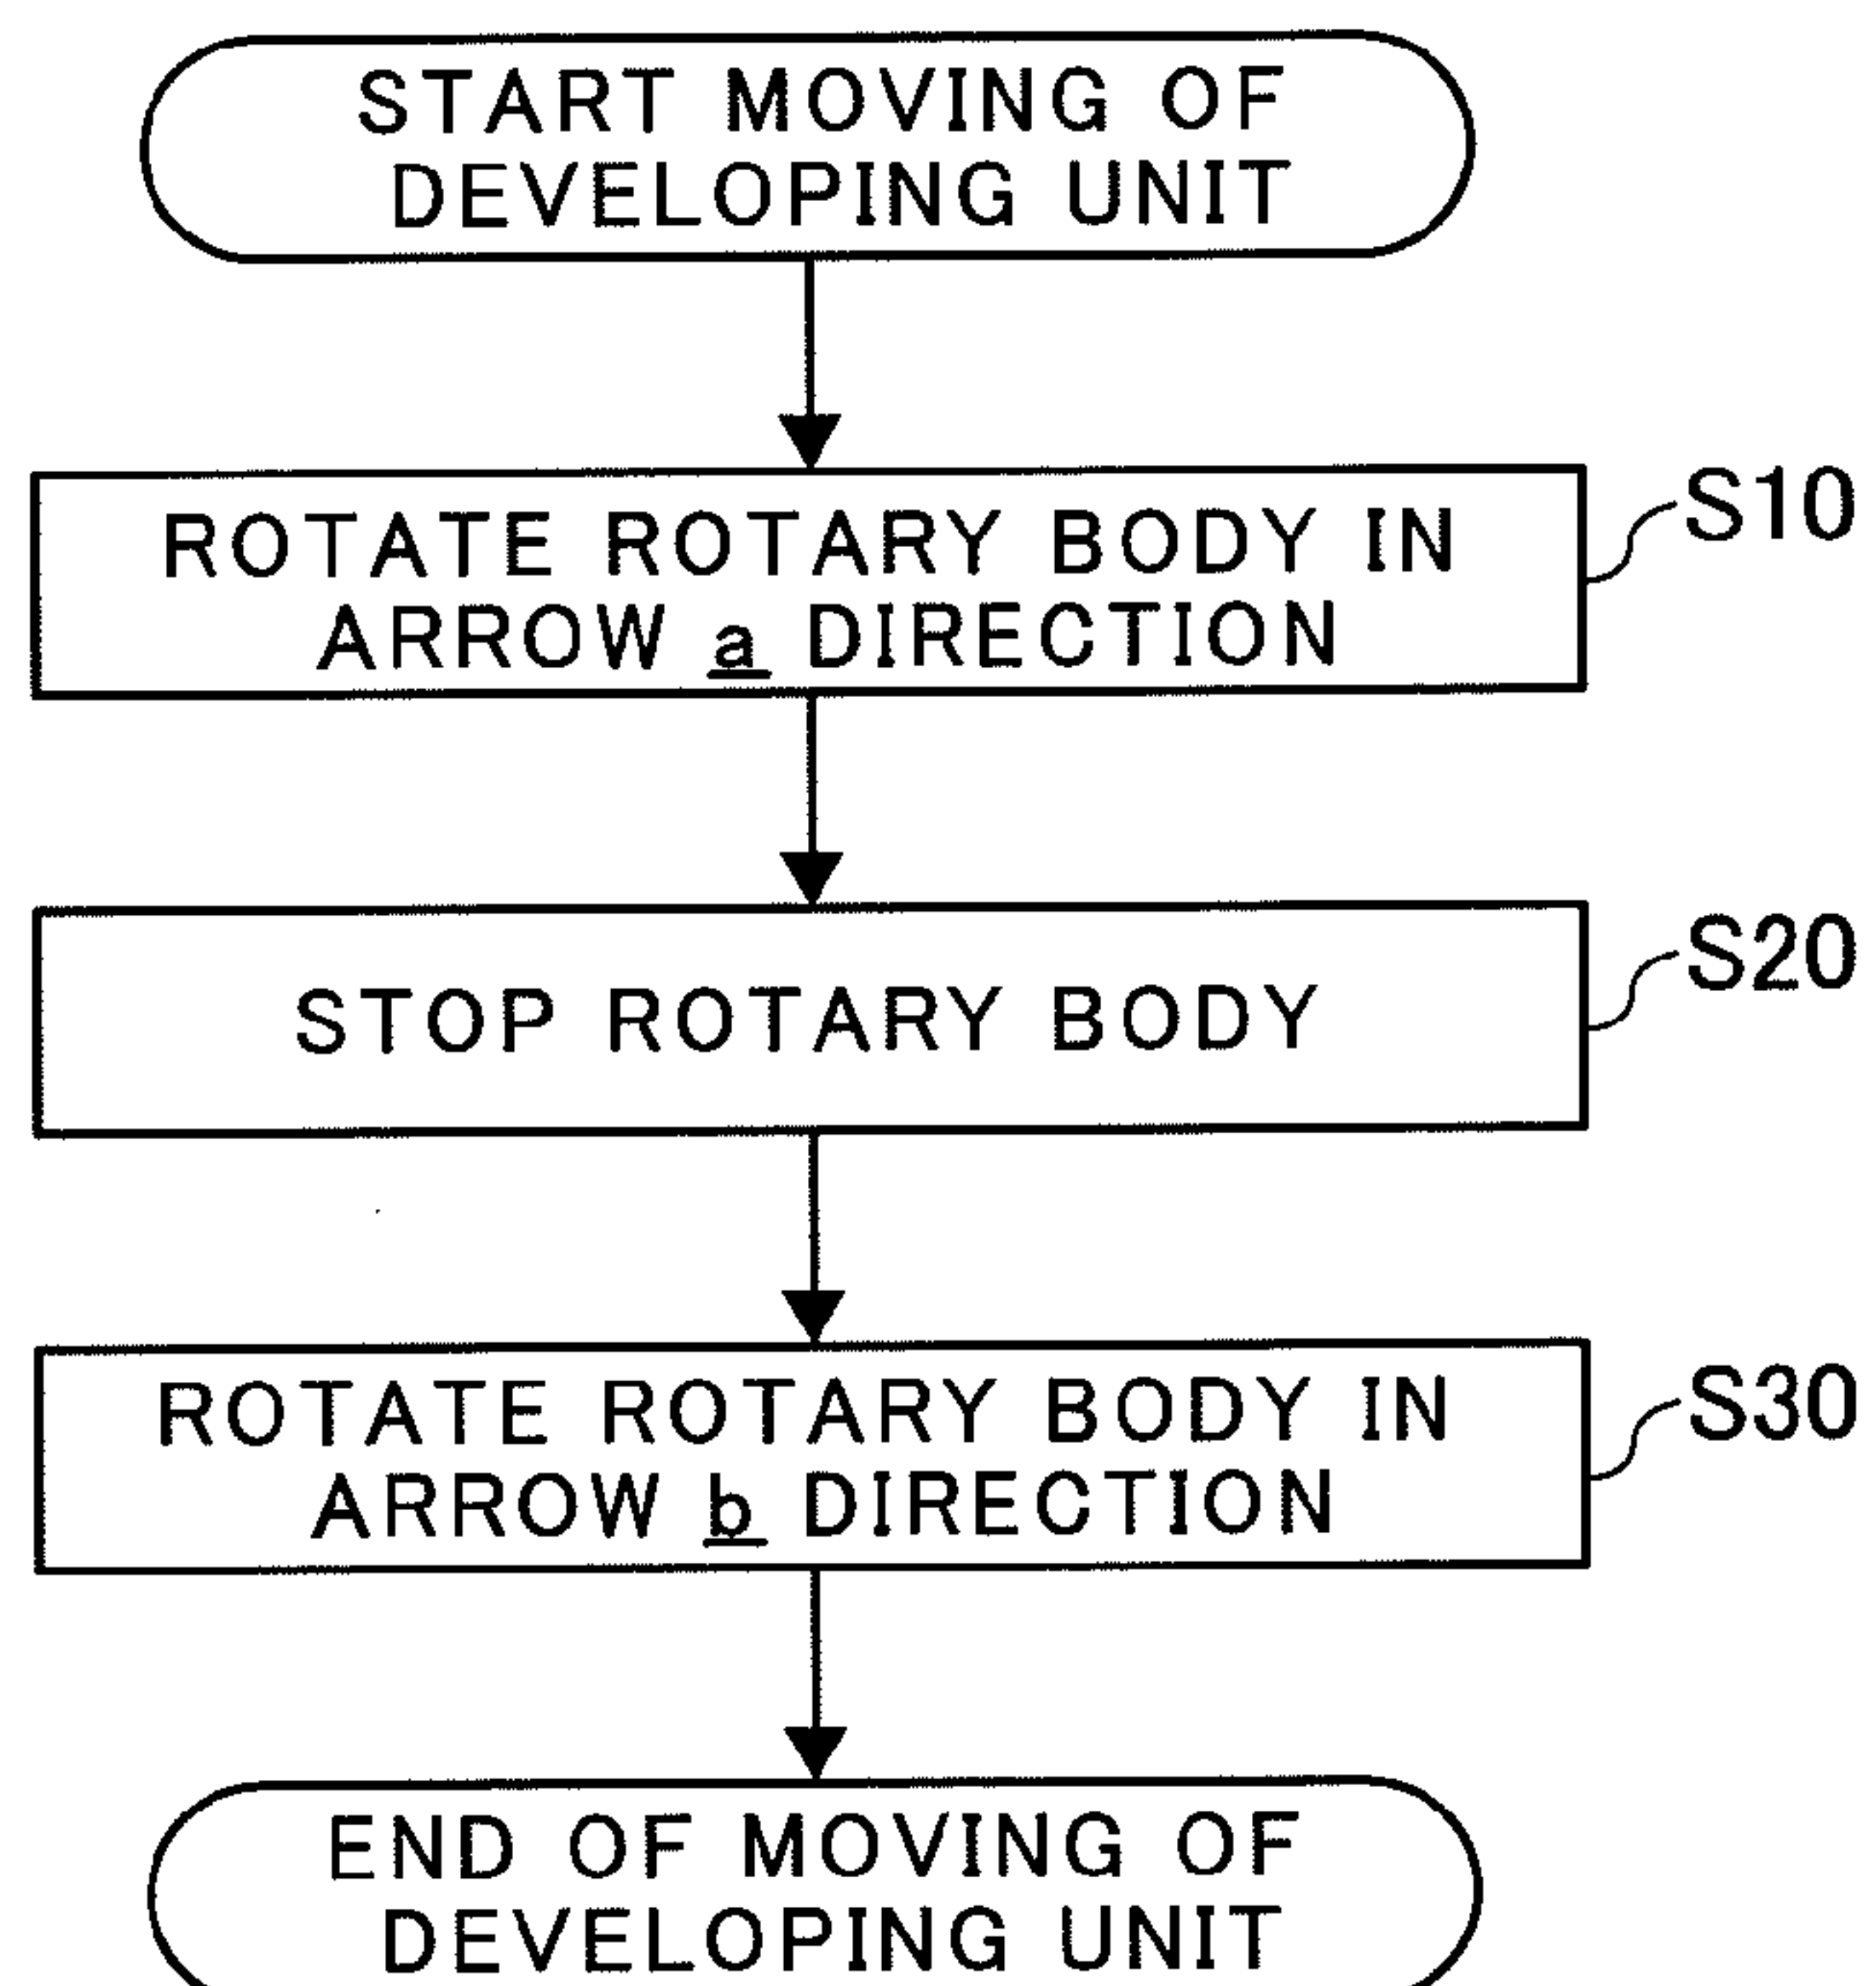 START MOVING OF
DEVELOPING UNIT
ROTATE ROTARY BODY IN
ARROW a DIRECTION
S10
STOP ROTARY BODY
S20
ROTATE ROTARY BODY IN
ARROW b DIRECTION
S30
END OF MOVING OF
DEVELOPING UNIT